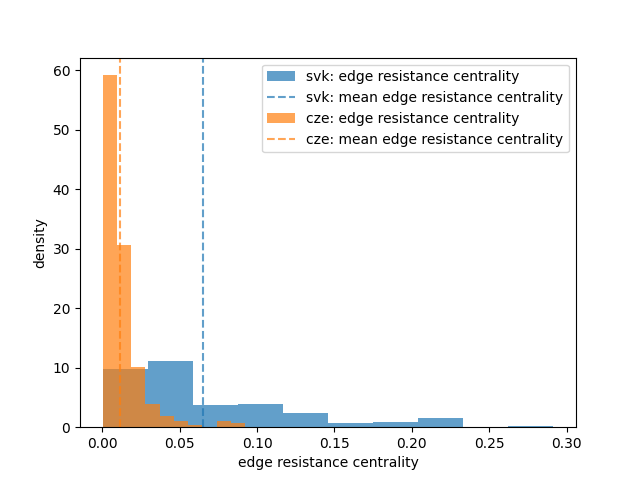 svk: edge resistance centrality
svk: mean edge resistance centrality
cze: edge resistance centrality
cze: mean edge resistance centrality
60
50
40
30
20
10
0
density
0.00 0.05 0.10 0.15 0.20 0.25 0.30
edge resistance centrality